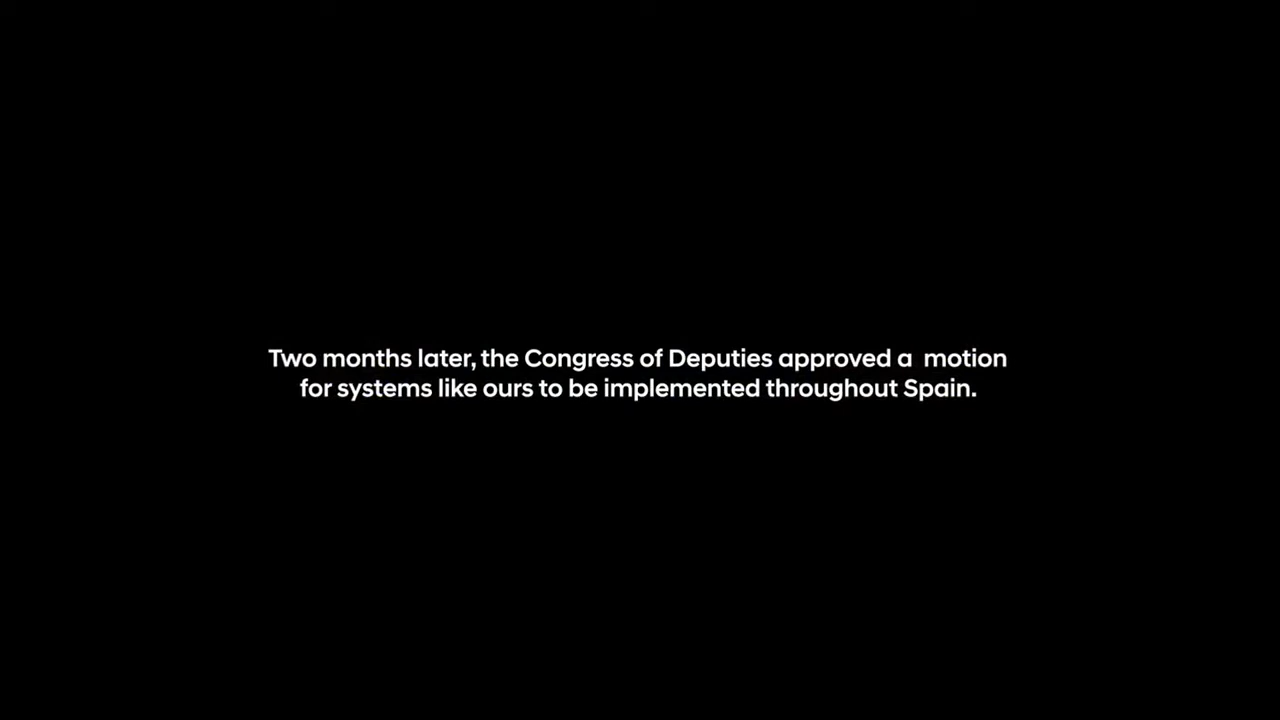 Two months later, the Congress of Deputies approved a  motion
for systems like ours to be implemented throughout Spain.